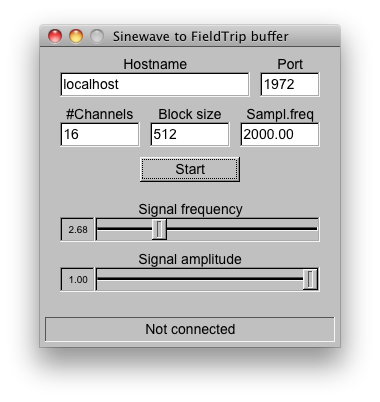 Sinewave to FieldTrip buffer
Hostname Port
localhost 1972
#Channels Block size Sampl.freq
16 512 2000.00
Start
Signal frequency
2.68
Signal amplitude
1.00
Not connected